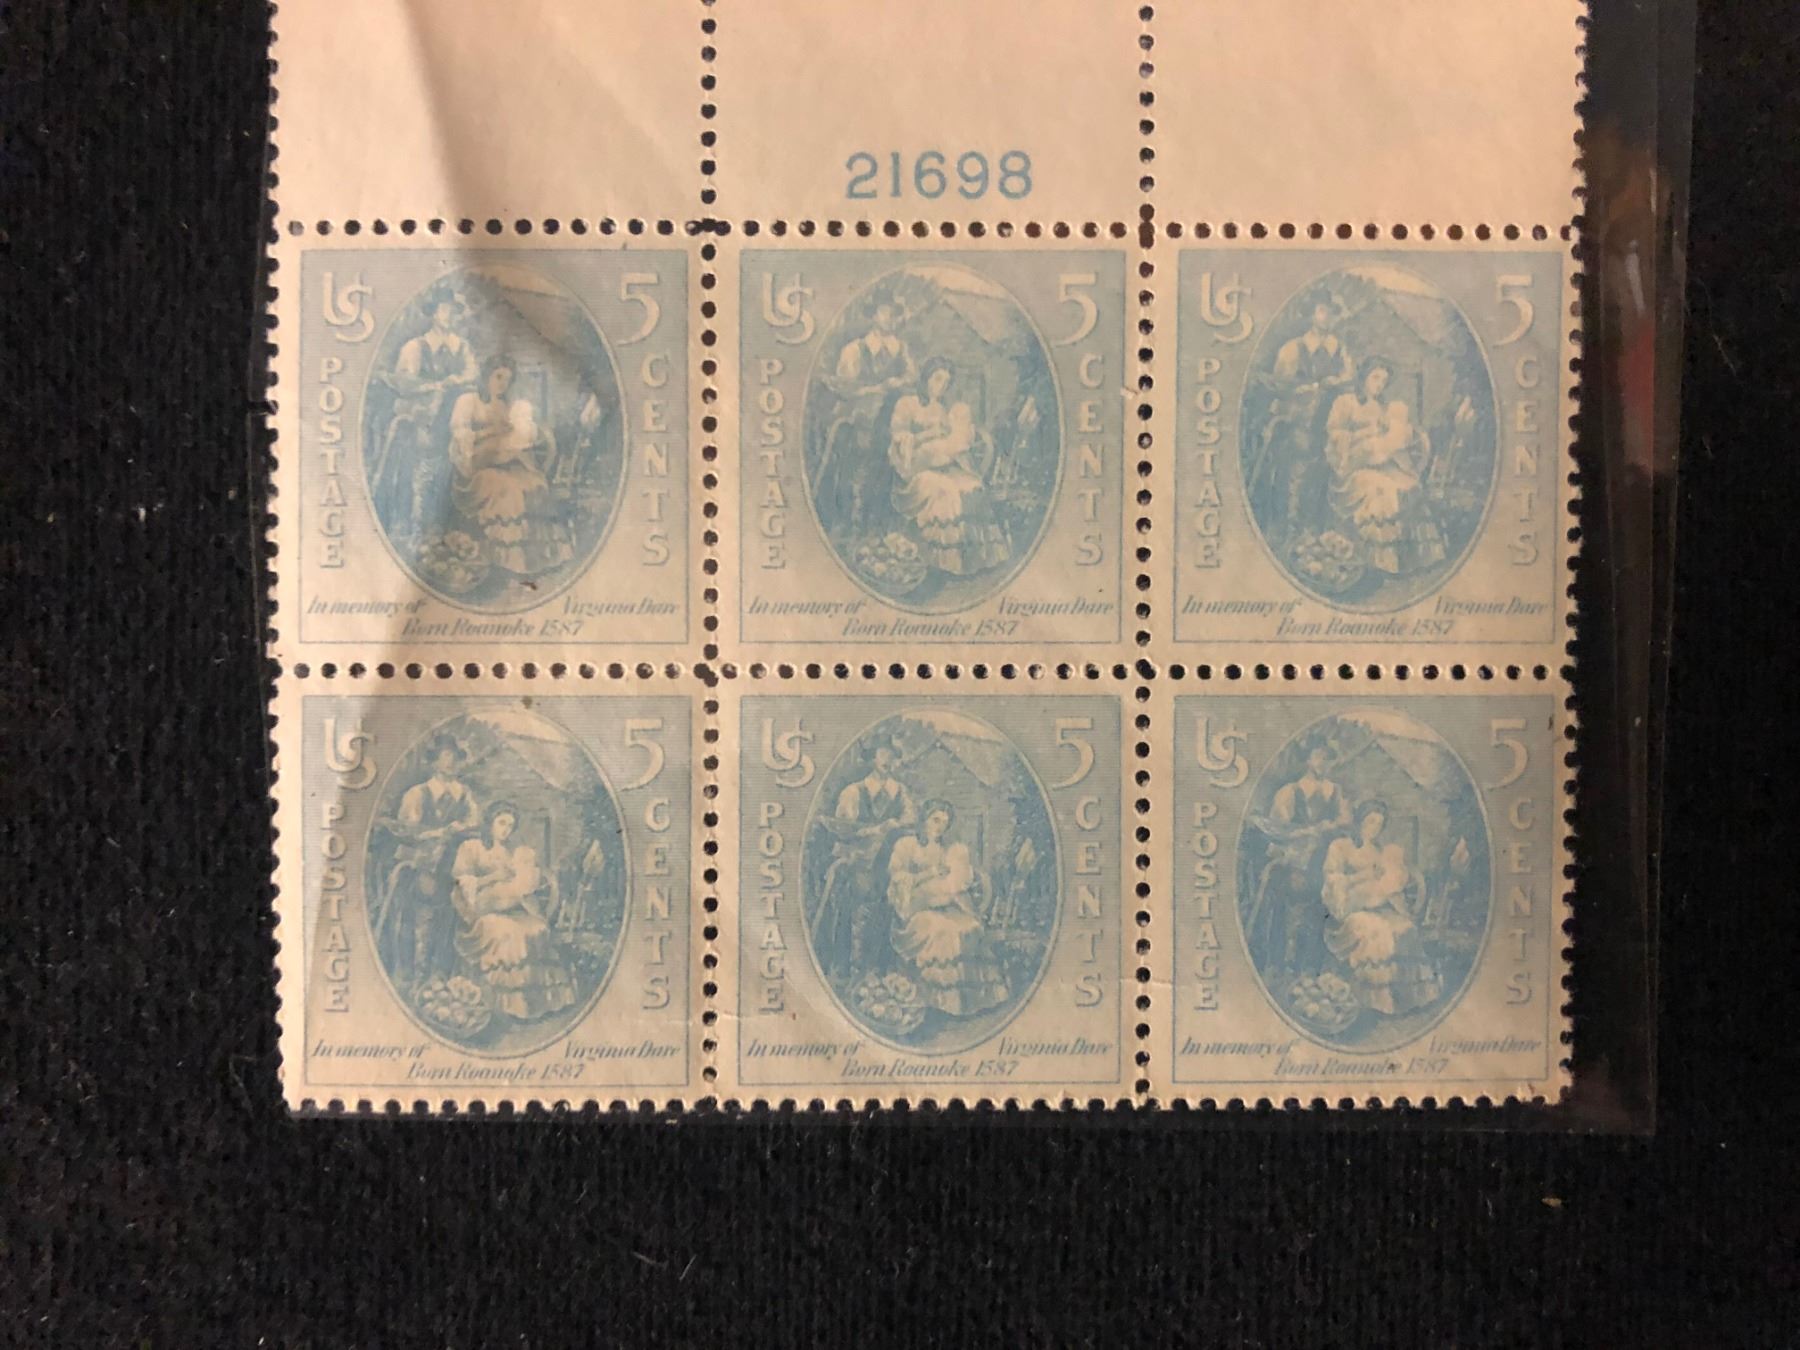 21698
US 5 US 5 US 5
POSTAGE CENTS POSTAGE CENTS POSTAGE CENTS
In memory of Virginia Dare In memory of Virginia Dare In memory of Virginia Dare
Born Roanoke 1587 Born Roanoke 1587 Born Roanoke 1587
US 5 US 5 US 5
POSTAGE CENTS POSTAGE CENTS POSTAGE CENTS
In memory of Virginia Dare In memory of Virginia Dare In memory of Virginia Dare
Born Roanoke 1587 Born Roanoke 1587 Born Roanoke 1587